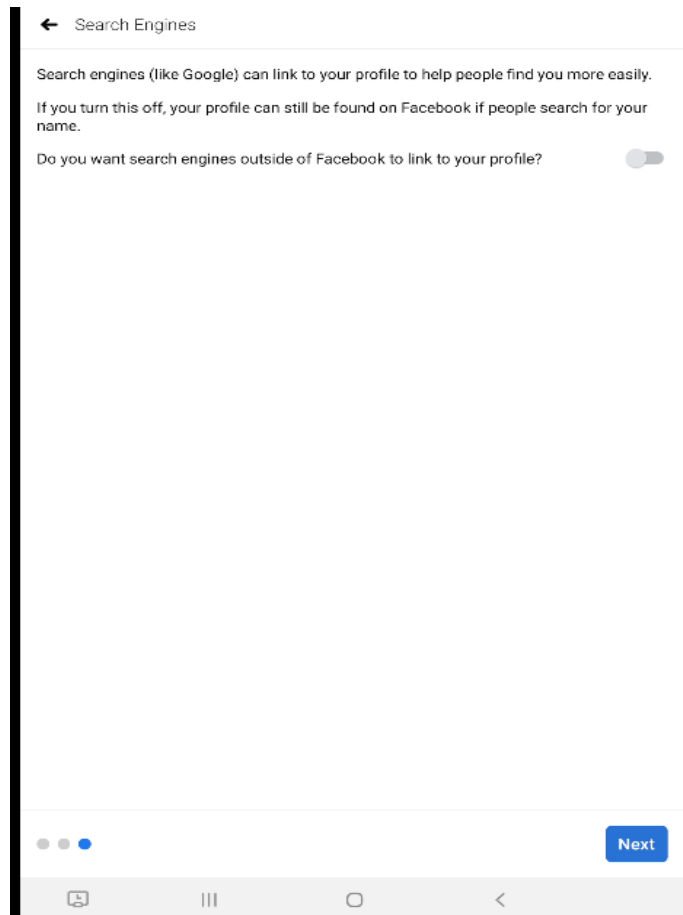 Search Engines
Search engines (like Google) can link to your profile to help people find you more easily.
If you turn this off, your profile can still be found on Facebook if people search for your
name.
Do you want search engines outside of Facebook to link to your profile?
Next